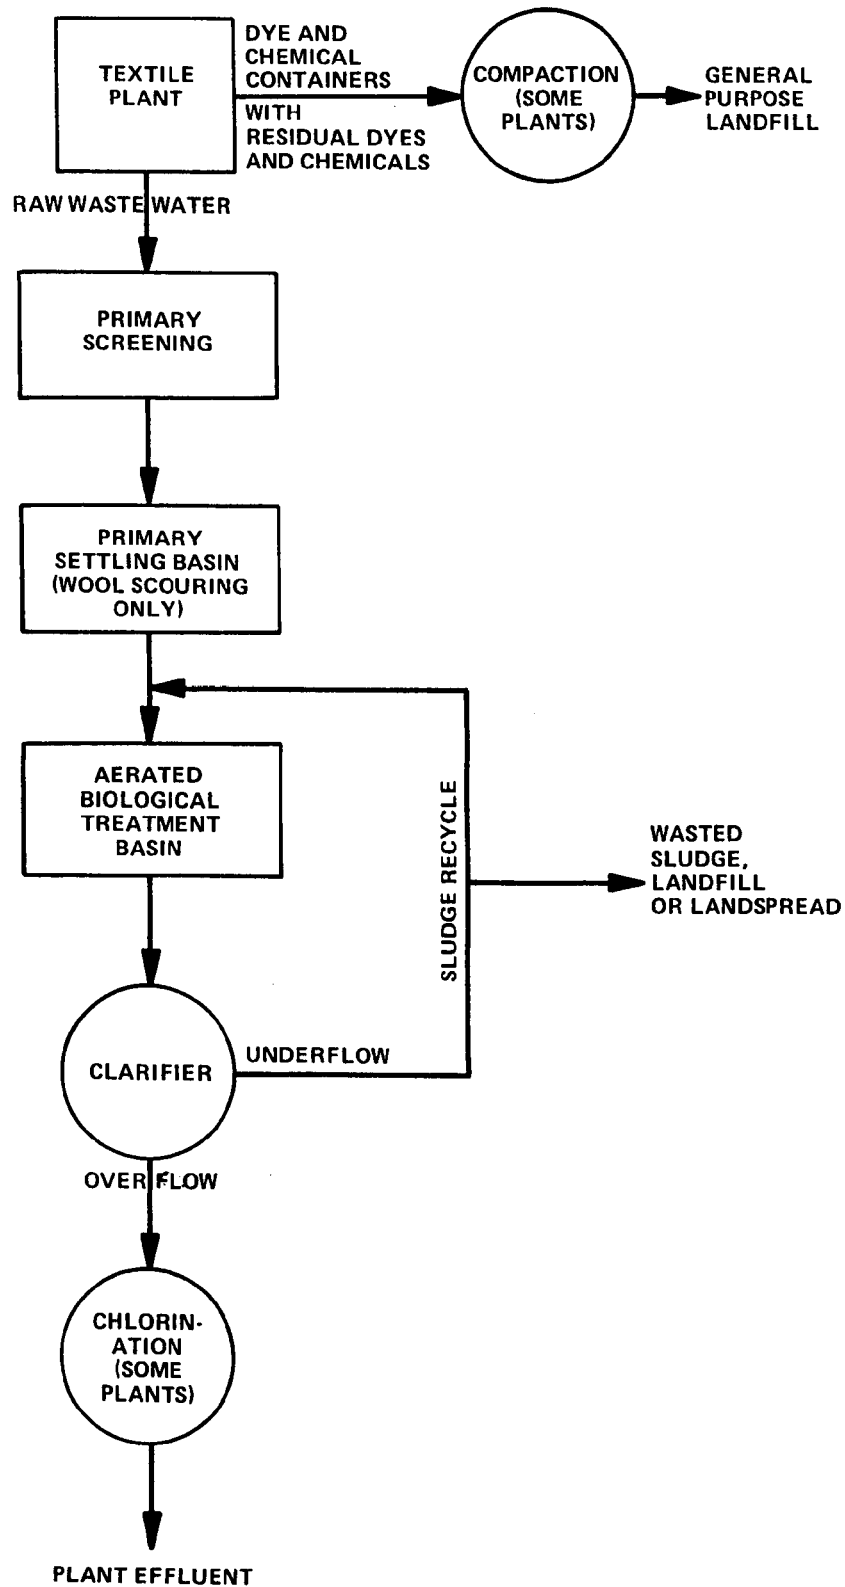 TEXTILE
PLANT
DYE AND
CHEMICAL
CONTAINERS
WITH
RESIDUAL DYES
AND CHEMICALS
COMPACTION
(SOME
PLANTS)
GENERAL
PURPOSE
LANDFILL
RAW WASTE WATER
PRIMARY
SCREENING
PRIMARY
SETTLING BASIN
(WOOL SCOURING
ONLY)
AERATED
BIOLOGICAL
TREATMENT
BASIN
SLUDGE RECYCLE
WASTED
SLUDGE,
LANDFILL
OR LANDSPREAD
CLARIFIER
UNDERFLOW
OVER FLOW
CHLORIN-
ATION
(SOME
PLANTS)
PLANT EFFLUENT